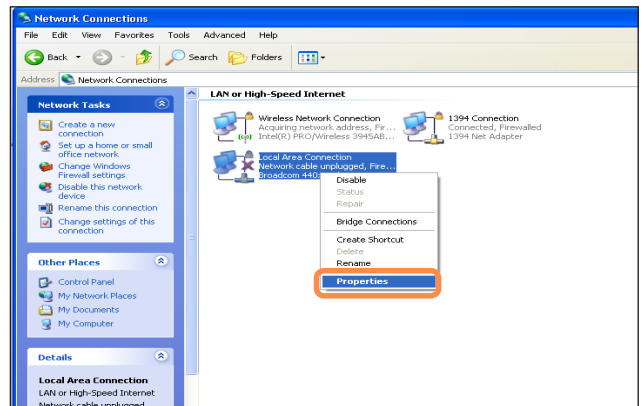 Network Connections
File Edit View Favorites Tools Advanced Help
Back Search Folders
Address Network Connections
Network Tasks
Create a new
connection
Set up a home or small
office network
Change Windows
Firewall settings
Disable this network
device
Rename this connection
Change settings of this
connection
Other Places
Control Panel
My Network Places
My Documents
My Computer
Details
Local Area Connection
LAN or High-Speed Internet
Network cable unplugged
LAN or High-Speed Internet
Wireless Network Connection
Acquiring network address, Fir...
Intel(R) PRO/Wireless 3945AB...
1394 Connection
Connected, Firewalled
1394 Net Adapter
Local Area Connection
Network cable unplugged, Fire...
Broadcom 440
Disable
Status
Repair
Bridge Connections
Create Shortcut
Delete
Rename
Properties